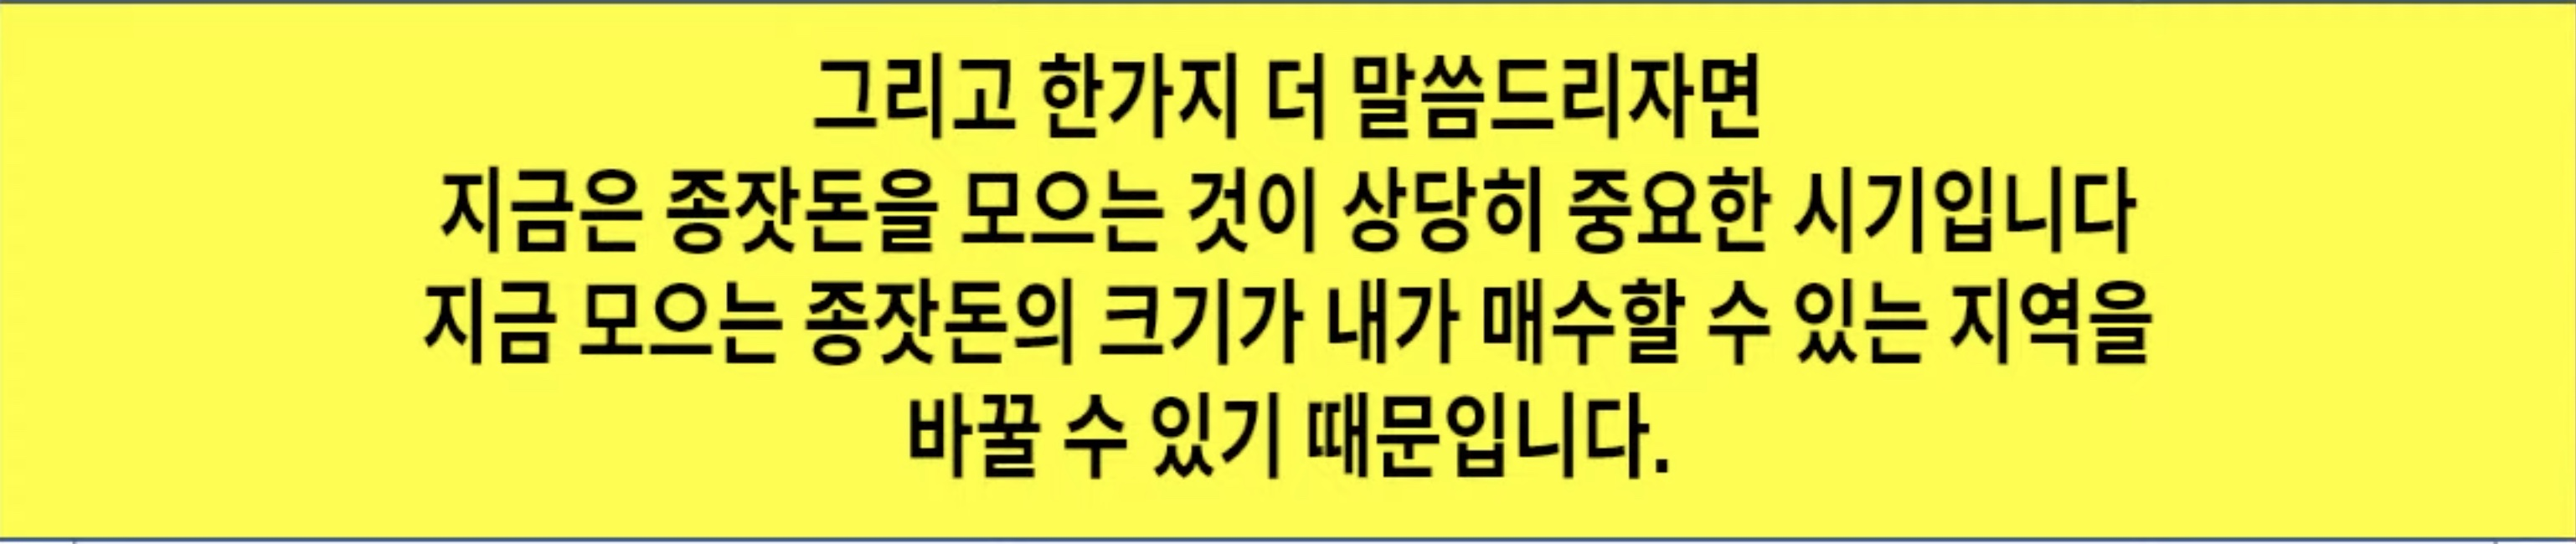 그리고 한가지 더 말씀드리자면
지금은 종잣돈을 모으는 것이 상당히 중요한 시기입니다
지금 모으는 종잣돈의 크기가 내가 매수할 수 있는 지역을
바꿀 수 있기 때문입니다.